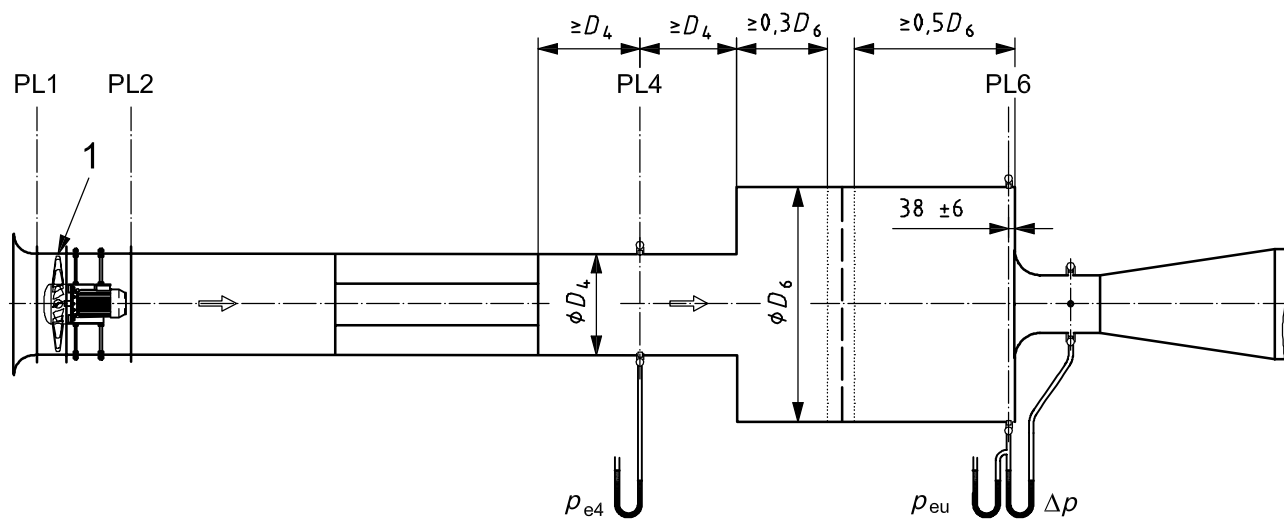 ≥D4 ≥D4 ≥0,3D6 ≥0,5D6
PL1 PL2 PL4 PL6
1
38 ±6
ϕD4 ϕD6
pe4 peu Δp